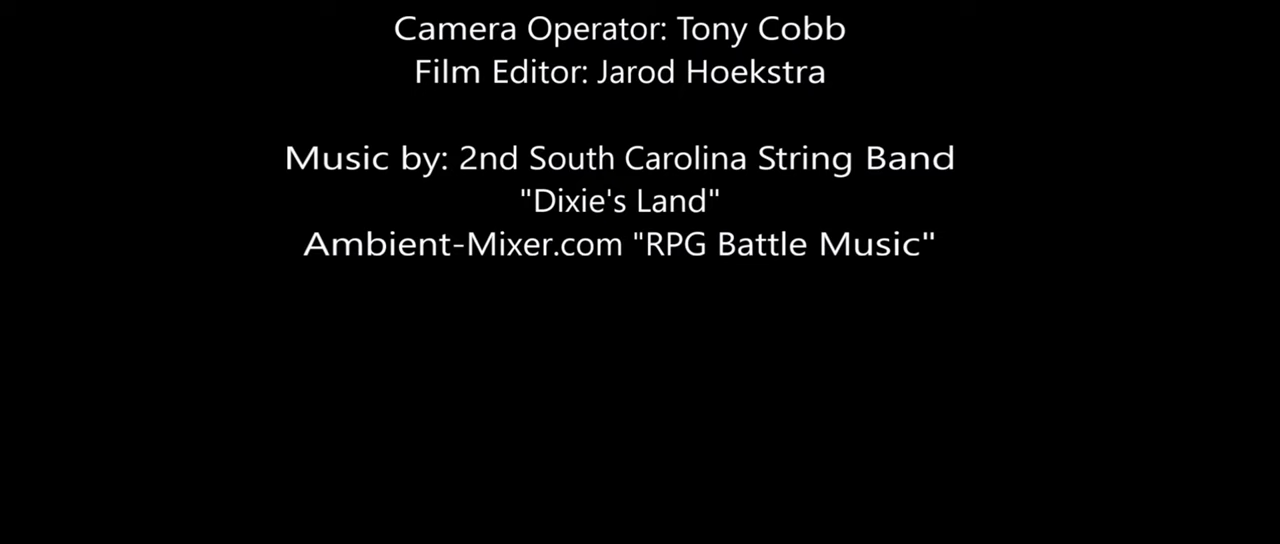 Camera Operator: Tony Cobb
Film Editor: Jarod Hoekstra
Music by: 2nd South Carolina String Band
"Dixie's Land"
Ambient-Mixer.com "RPG Battle Music"